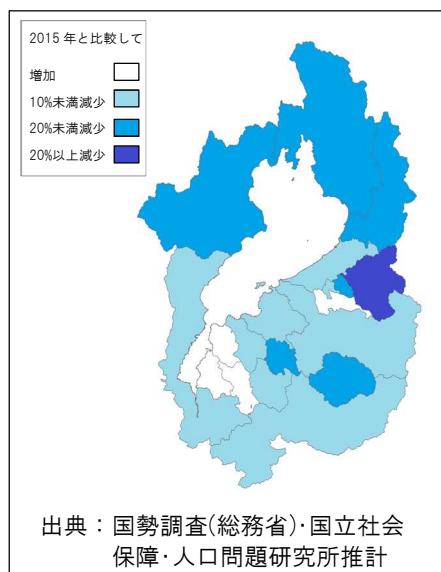 2015年と比較して
増加
10%未満減少
20%未満減少
20%以上減少
出典：国勢調査(総務省)･国立社会
保障･人口問題研究所推計